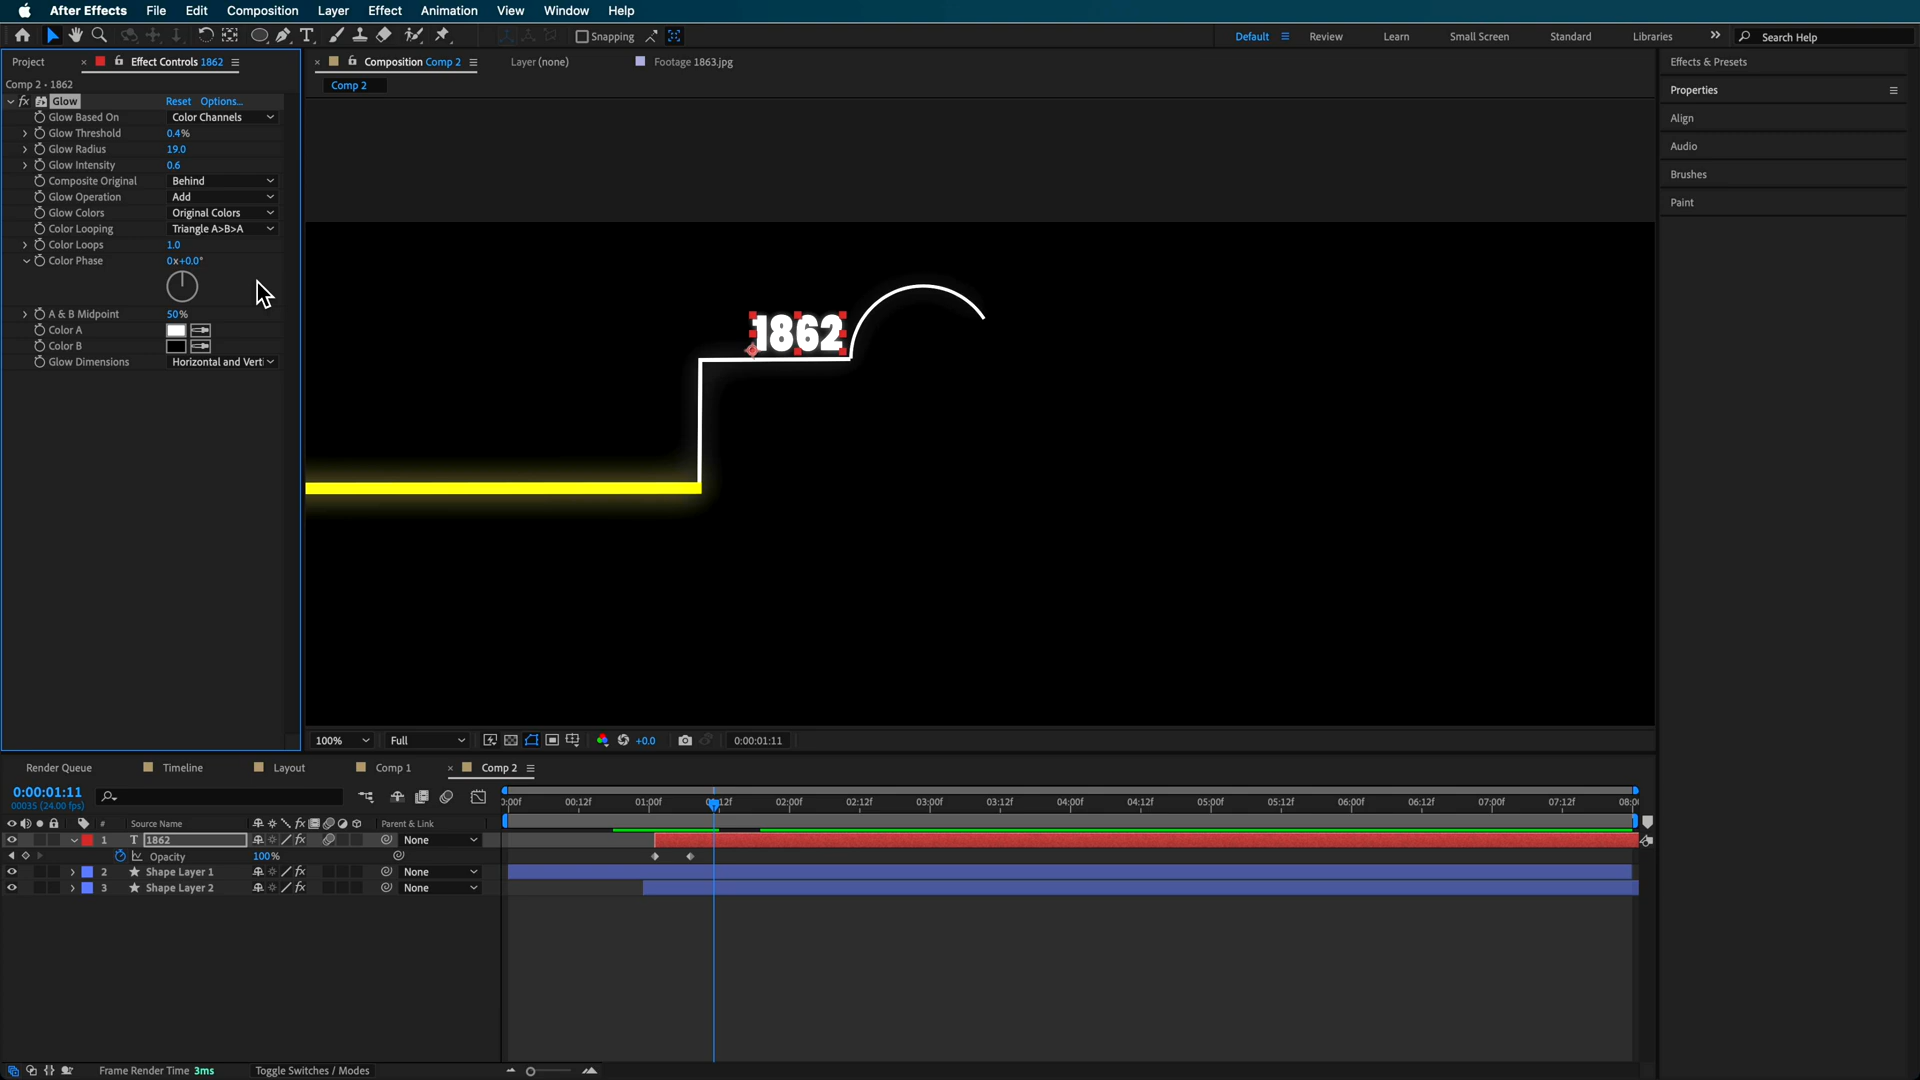 After Effects File Edit Composition Layer Effect Animation View Window Help
Snapping
Default Review Learn Small Screen Standard Libraries Search Help
Project Effect Controls 1862
Composition Comp 2 Layer (none) Footage 1863.jpg
Comp 2 • 1862
Comp 2
fx Glow Reset Options...
Glow Based On Color Channels
Glow Threshold 0.4%
Glow Radius 19.0
Glow Intensity 0.6
Composite Original Behind
Glow Operation Add
Glow Colors Original Colors
Color Looping Triangle A>B>A
Color Loops 1.0
Color Phase 0x+0.0°
A & B Midpoint 50%
Color A
Color B
Glow Dimensions Horizontal and Verti
1862
Effects & Presets
Properties
Align
Audio
Brushes
Paint
100% Full +0.0 0:00:01:11
Render Queue Timeline Layout Comp 1 Comp 2
0:00:01:11
00035 (24.00 fps)
:00f 00:12f 01:00f 01:12f 02:00f 02:12f 03:00f 03:12f 04:00f 04:12f 05:00f 05:12f 06:00f 06:12f 07:00f 07:12f 08:0
# Source Name fx Parent & Link
1 T 1862 fx None
Opacity 100%
2 Shape Layer 1 fx None
3 Shape Layer 2 fx None
Frame Render Time 3ms Toggle Switches / Modes